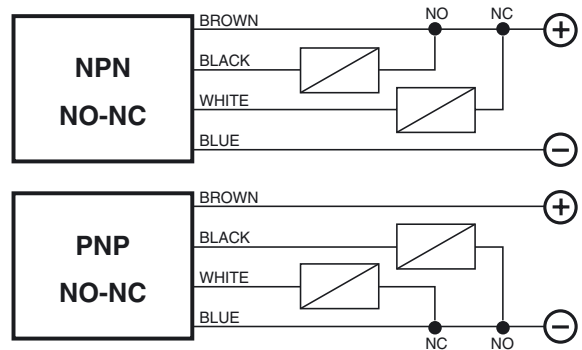 NO NC
BROWN
+
NPN
BLACK
WHITE
NO-NC
BLUE
−
BROWN
+
PNP
BLACK
WHITE
NO-NC
BLUE
−
NC NO